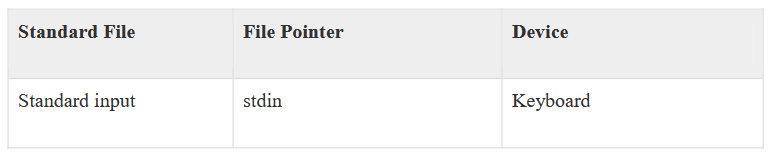 Standard File File Pointer Device
Standard input stdin Keyboard